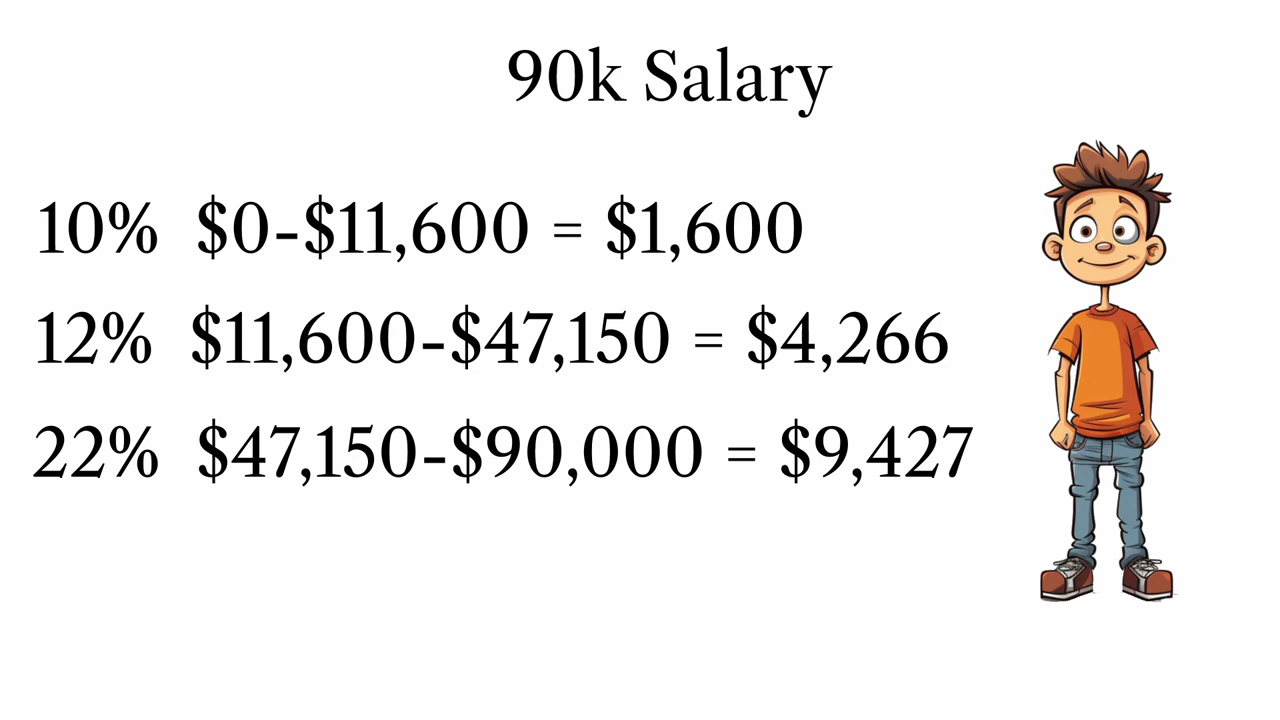 90k Salary
10% $0-$11,600 = $1,600
12% $11,600-$47,150 = $4,266
22% $47,150-$90,000 = $9,427